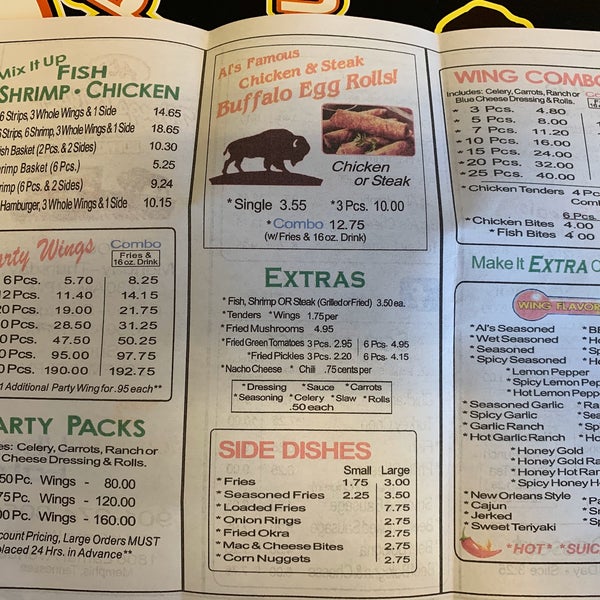 Mix It Up
FISH
SHRIMP • CHICKEN
6 Strips, 3 Whole Wings & 1 Side 14.65
6 Strips, 6 Shrimp, 3 Whole Wings & 1 Side 18.65
Fish Basket (2 Pcs. & 2 Sides) 10.30
Shrimp Basket (6 Pcs.) 5.25
Shrimp (6 Pcs. & 2 Sides) 9.24
Hamburger, 3 Whole Wings & 1 Side 10.15
Party Wings
Combo
Fries &
16 oz. Drink
6 Pcs. 5.70 8.25
12 Pcs. 11.40 14.15
20 Pcs. 19.00 21.75
Pcs. 28.50 31.25
Pcs. 47.50 50.25
Pcs. 95.00 97.75
Pcs. 190.00 192.75
1 Additional Party Wing for .95 each**
PARTY PACKS
Celery, Carrots, Ranch or
Cheese Dressing & Rolls.
50 Pc. Wings - 80.00
75 Pc. Wings - 120.00
Wings - 160.00
Pricing, Large Orders MUST
24 Hrs. in Advance**
Al's Famous
Chicken & Steak
Buffalo Egg Rolls!
Chicken
or Steak
*Single 3.55 *3 Pcs. 10.00
*Combo 12.75
(w/Fries & 16 oz. Drink)
EXTRAS
*Fish, Shrimp OR Steak (Grilled or Fried) 3.50 ea.
*Tenders *Wings 1.75 per
*Fried Mushrooms 4.95
*Fried Green Tomatoes 3 Pcs. 2.95 6 Pcs. 4.95
*Fried Pickles 3 Pcs. 2.20 6 Pcs. 4.15
*Nacho Cheese * Chili .75 cents per
*Dressing *Sauce *Carrots
*Seasoning *Celery *Slaw *Rolls
.50 each
SIDE DISHES
Small Large
*Fries 1.75 3.00
*Seasoned Fries 2.25 3.50
*Loaded Fries 7.75
*Onion Rings 2.75
*Fried Okra 2.75
*Mac & Cheese Bites 2.75
*Corn Nuggets 2.75
WING COMBO
Includes: Celery, Carrots, Ranch or
Blue Cheese Dressing & Rolls.
* 3 Pcs. 4.80
* 5 Pcs. 8.00
* 7 Pcs. 11.20
* 10 Pcs. 16.00
* 15 Pcs. 24.00
* 20 Pcs. 32.00
* 25 Pcs. 40.00
*Chicken Tenders 4 Pc
6 Pcs.
*Chicken Bites 4.00
*Fish Bites 4.00
Make It EXTRA
WING FLAVOR
*Al's Seasoned
*Wet Seasoned
*Seasoned
*Spicy Seasoned
*Lemon Pepper
*Spicy Lemon Pep
*Hot Lemon Pepp
*Seasoned Garlic
*Spicy Garlic
*Garlic Ranch
*Hot Garlic Ranch
*Honey Gold
*Honey Gold Ran
*Honey Hot Ran
*Spicy Honey H
*New Orleans Style
*Cajun
*Jerked
*Sweet Teriyaki
*HOT* *SUIC